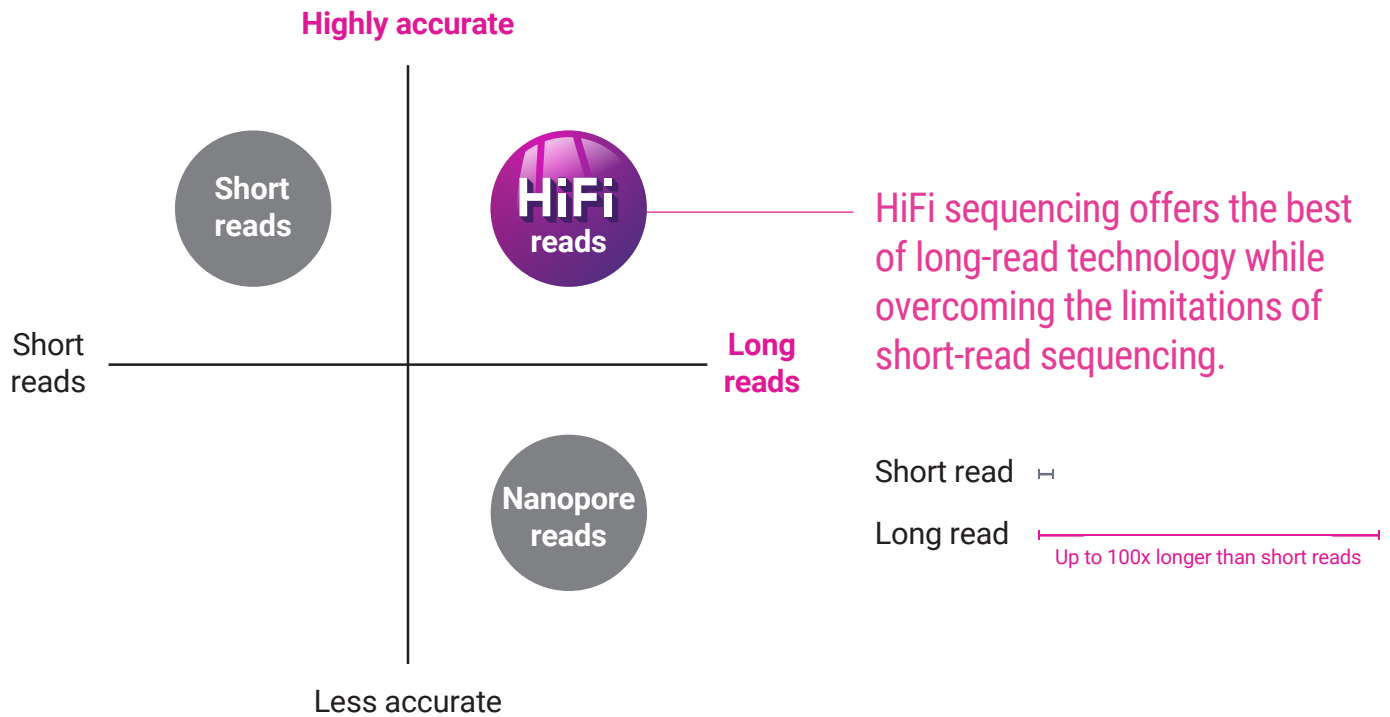 Highly accurate
Short
reads
HiFi
reads
HiFi sequencing offers the best
of long-read technology while
overcoming the limitations of
short-read sequencing.
Short
reads
Long
reads
Nanopore
reads
Short read
Long read
Up to 100x longer than short reads
Less accurate